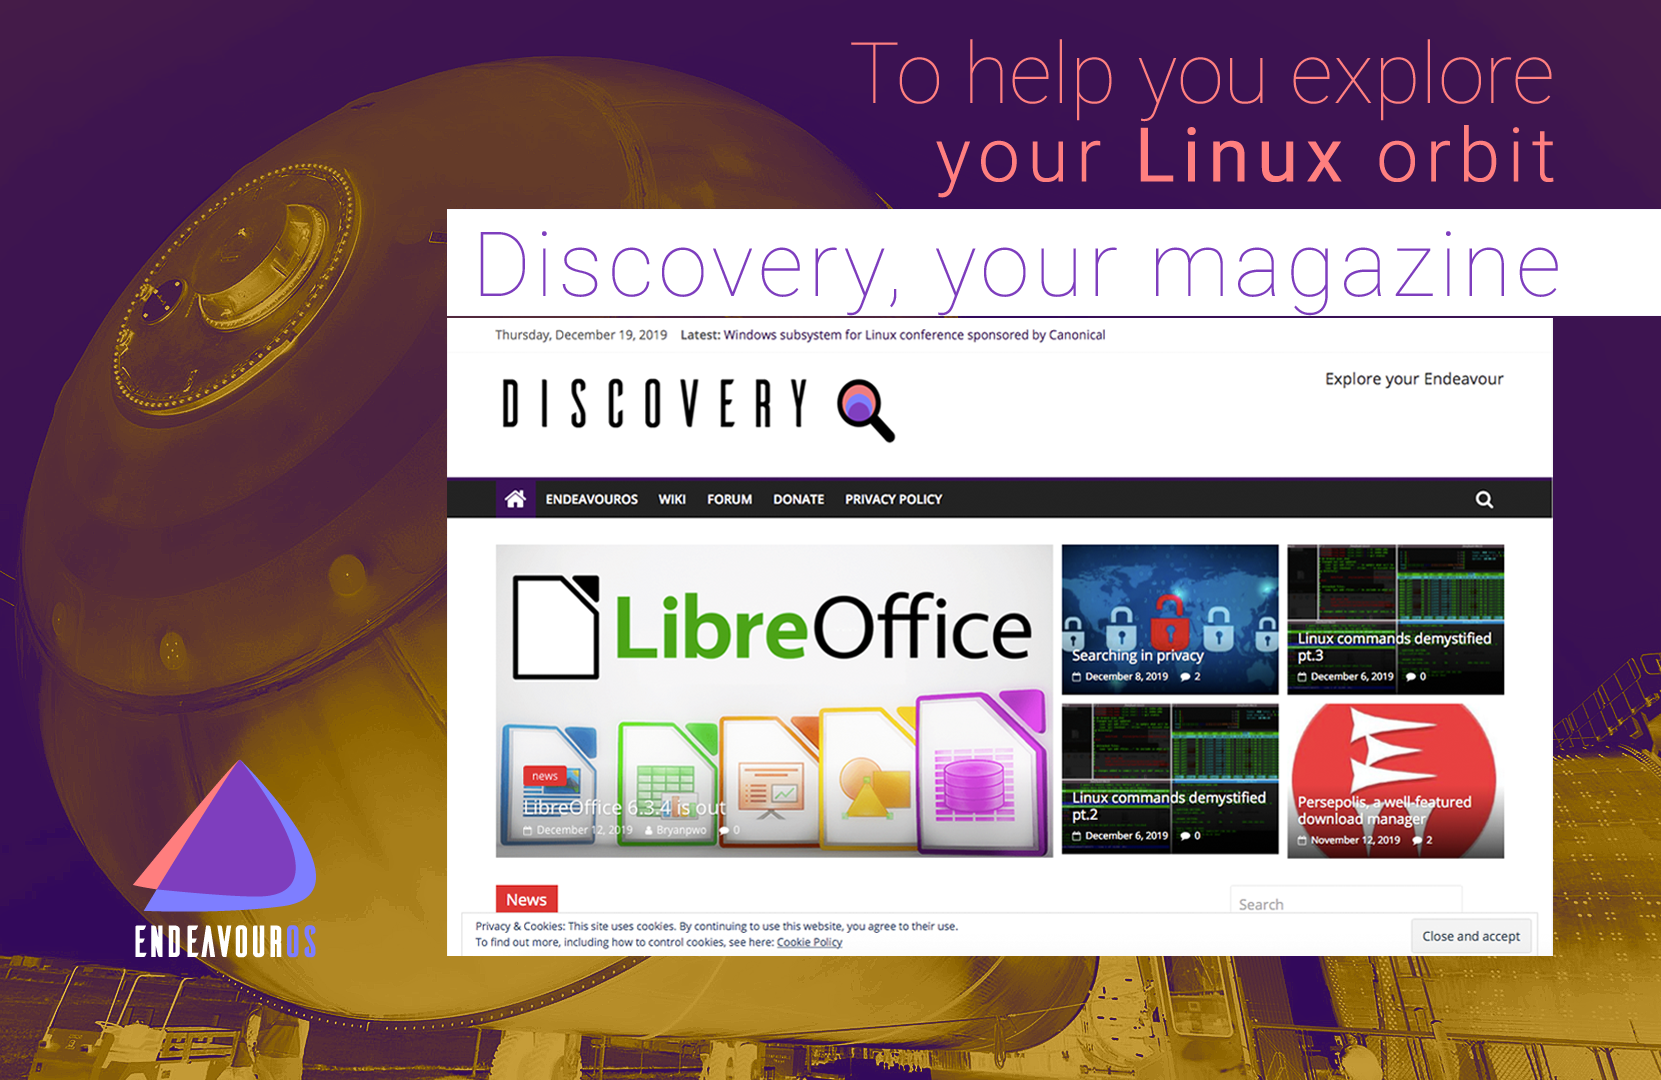 To help you explore
your Linux orbit
Discovery, your magazine
Thursday, December 19, 2019 Latest: Windows subsystem for Linux conference sponsored by Canonical
DISCOVERY
Explore your Endeavour
ENDEAVOUROS WIKI FORUM DONATE PRIVACY POLICY
LibreOffice
news
LibreOffice 6.3.4 is out
December 12, 2019 Bryanpwo 0
Searching in privacy
December 8, 2019 2
Linux commands demystified
pt.3
December 6, 2019 0
Linux commands demystified
pt.2
December 6, 2019 0
Persepolis, a well-featured
download manager
November 12, 2019 2
News
Search
Privacy & Cookies: This site uses cookies. By continuing to use this website, you agree to their use.
To find out more, including how to control cookies, see here: Cookie Policy
Close and accept
ENDEAVOUROS